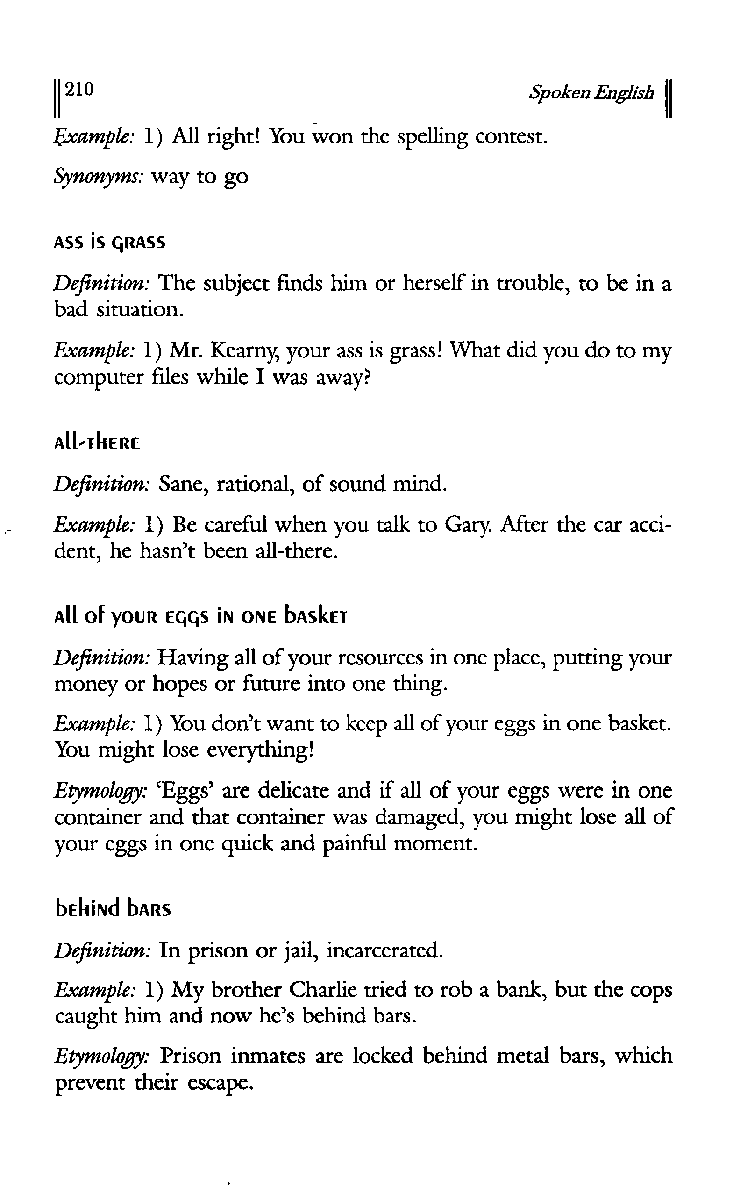 210 Spoken English
Example: 1) All right! You won the spelling contest.
Synonyms: way to go
Ass is grass
Definition: The subject finds him or herself in trouble, to be in a
bad situation.
Example: 1) Mr. Kearny, your ass is grass! What did you do to my
computer files while I was away?
All-there
Definition: Sane, rational, of sound mind.
Example: 1) Be careful when you talk to Gary. After the car acci-
dent, he hasn't been all-there.
All of your eggs in one basket
Definition: Having all of your resources in one place, putting your
money or hopes or future into one thing.
Example: 1) You don't want to keep all of your eggs in one basket.
You might lose everything!
Etymology: 'Eggs' are delicate and if all of your eggs were in one
container and that container was damaged, you might lose all of
your eggs in one quick and painful moment.
behind bars
Definition: In prison or jail, incarcerated.
Example: 1) My brother Charlie tried to rob a bank, but the cops
caught him and now he's behind bars.
Etymology: Prison inmates are locked behind metal bars, which
prevent their escape.